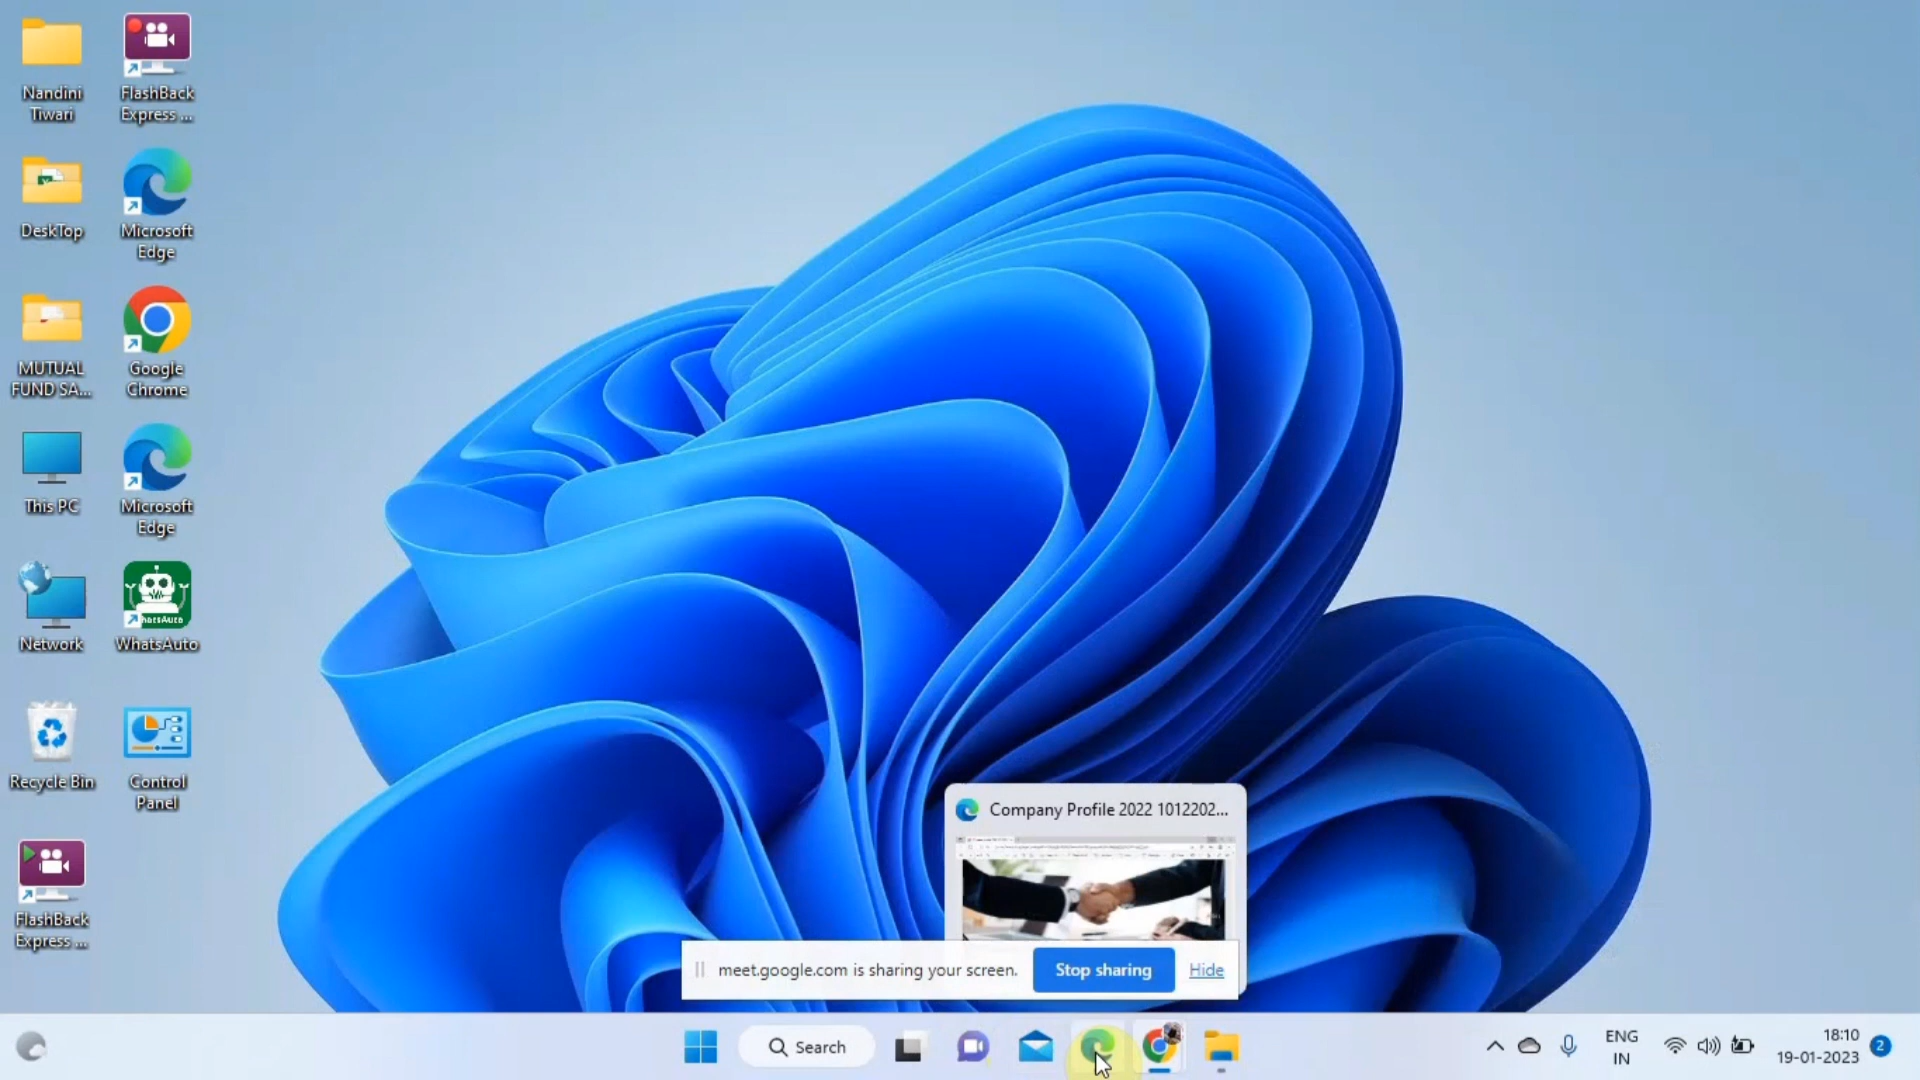 Nandini
Tiwari
FlashBack
Express ...
DeskTop
Microsoft
Edge
MUTUAL
FUND SA...
Google
Chrome
This PC
Microsoft
Edge
Network
WhatsAuto
WhatsAuto
Recycle Bin
Control
Panel
FlashBack
Express ...
Company Profile 2022 1012202...
meet.google.com is sharing your screen.
Stop sharing
Hide
Search
ENG
IN
18:10
19-01-2023
2